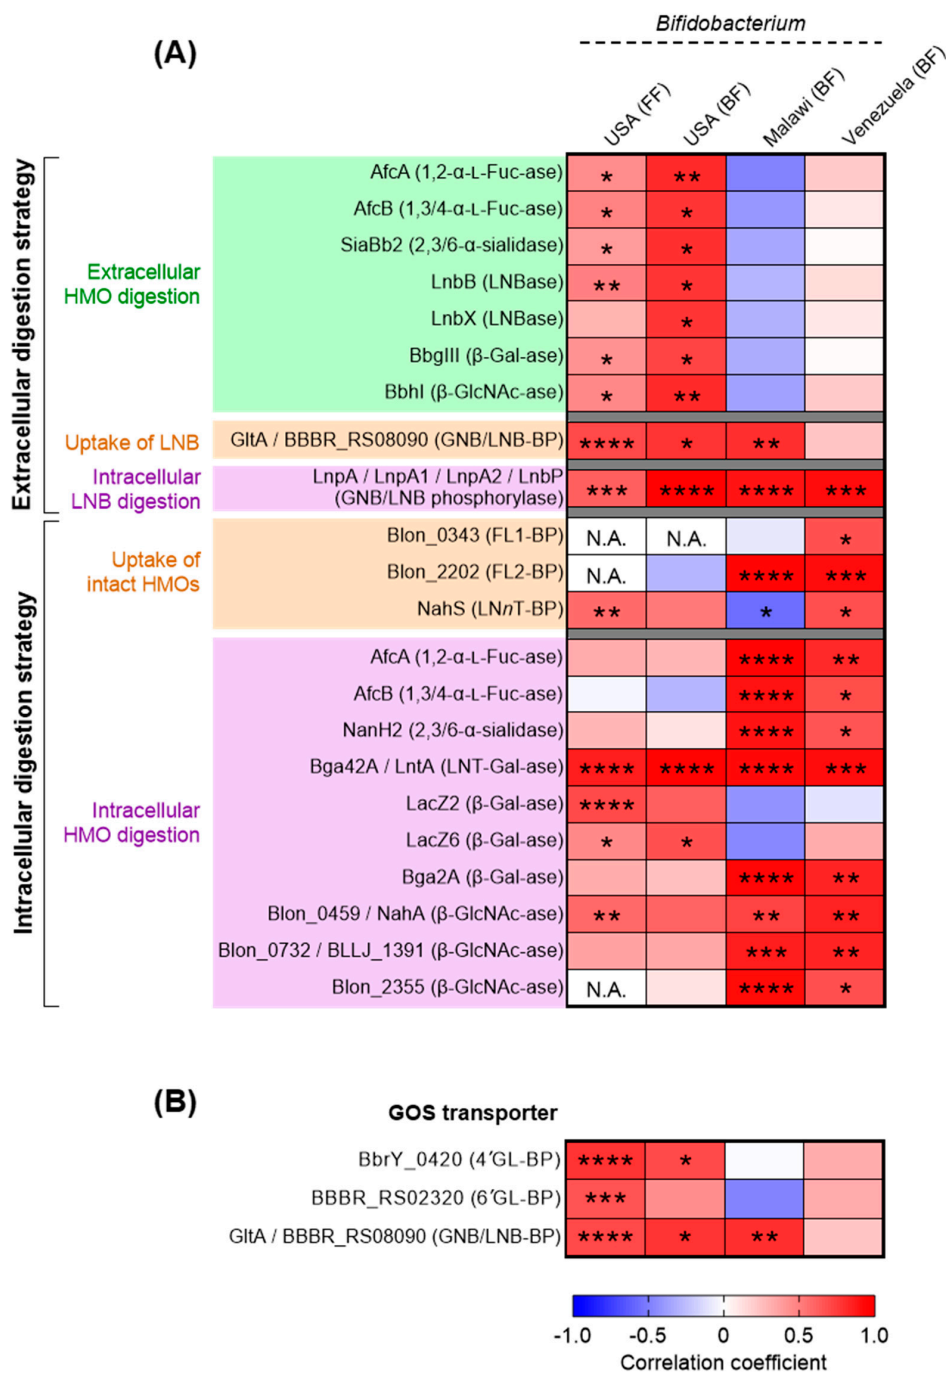 (A)
Bifidobacterium
USA (FF)
USA (BF)
Malawi (BF)
Venezuela (BF)
Extracellular digestion strategy
Extracellular
HMO digestion
AfcA (1,2-α-L-Fuc-ase)
* **
AfcB (1,3/4-α-L-Fuc-ase)
* *
SiaBb2 (2,3/6-α-sialidase)
* *
LnbB (LNBase)
** *
LnbX (LNBase)
*
BbgIII (β-Gal-ase)
* *
BbhI (β-GlcNAc-ase)
* **
Uptake of LNB
GltA / BBBR_RS08090 (GNB/LNB-BP)
**** * **
Intracellular
LNB digestion
LnpA / LnpA1 / LnpA2 / LnbP
(GNB/LNB phosphorylase)
*** **** **** ***
Intracellular digestion strategy
Uptake of
intact HMOs
Blon_0343 (FL1-BP)
N.A. N.A. *
Blon_2202 (FL2-BP)
N.A. **** ***
NahS (LNnT-BP)
** * *
Intracellular
HMO digestion
AfcA (1,2-α-L-Fuc-ase)
**** **
AfcB (1,3/4-α-L-Fuc-ase)
**** *
NanH2 (2,3/6-α-sialidase)
**** *
Bga42A / LntA (LNT-Gal-ase)
**** **** **** ***
LacZ2 (β-Gal-ase)
****
LacZ6 (β-Gal-ase)
* *
Bga2A (β-Gal-ase)
**** **
Blon_0459 / NahA (β-GlcNAc-ase)
** ** **
Blon_0732 / BLLJ_1391 (β-GlcNAc-ase)
*** **
Blon_2355 (β-GlcNAc-ase)
N.A. **** *
(B)
GOS transporter
BbrY_0420 (4′GL-BP)
**** *
BBBR_RS02320 (6′GL-BP)
***
GltA / BBBR_RS08090 (GNB/LNB-BP)
**** * **
-1.0 -0.5 0 0.5 1.0
Correlation coefficient